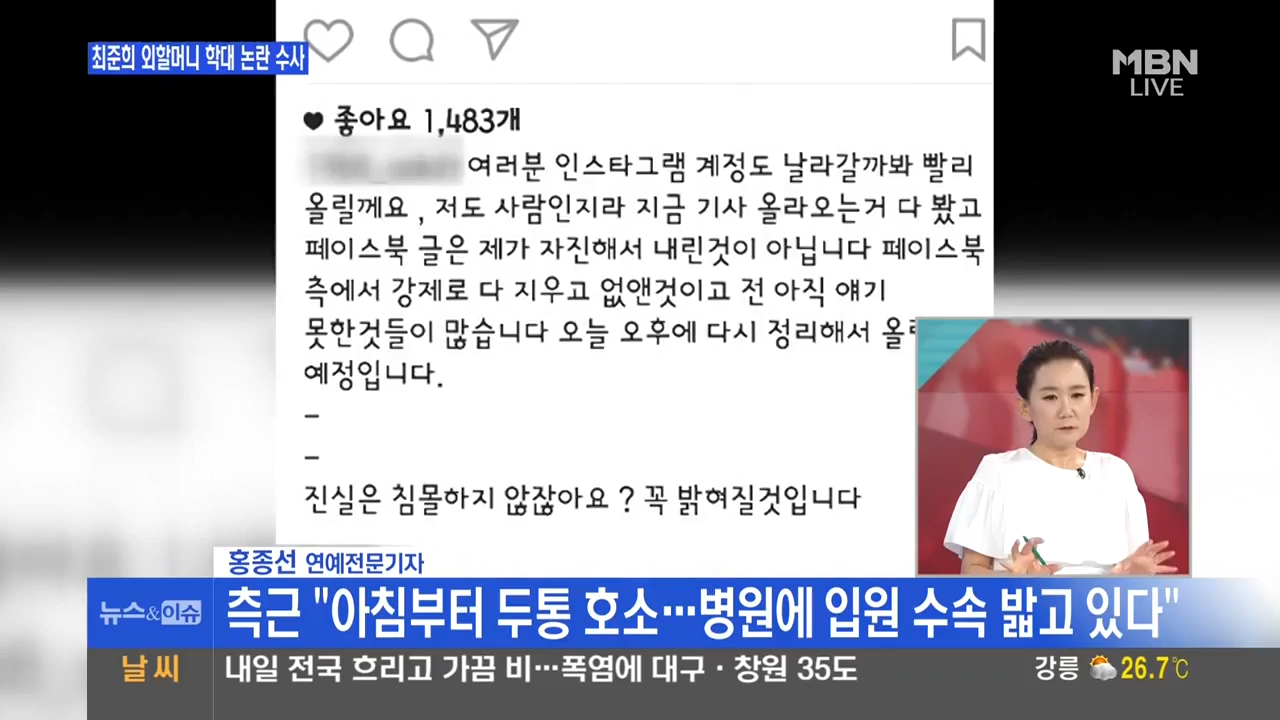 최준희 외할머니 학대 논란 수사
MBN
LIVE
좋아요 1,483개
여러분 인스타그램 계정도 날라갈까봐 빨리
올릴께요 , 저도 사람인지라 지금 기사 올라오는거 다 봤고
페이스북 글은 제가 자진해서 내린것이 아닙니다 페이스북
측에서 강제로 다 지우고 없앤것이고 전 아직 얘기
못한것들이 많습니다 오늘 오후에 다시 정리해서
예정입니다.
–
–
진실은 침몰하지 않잖아요 ? 꼭 밝혀질것입니다
홍종선 연예전문기자
뉴스&이슈
측근 "아침부터 두통 호소…병원에 입원 수속 밟고 있다"
날씨 내일 전국 흐리고 가끔 비…폭염에 대구·창원 35도 강릉 26.7℃